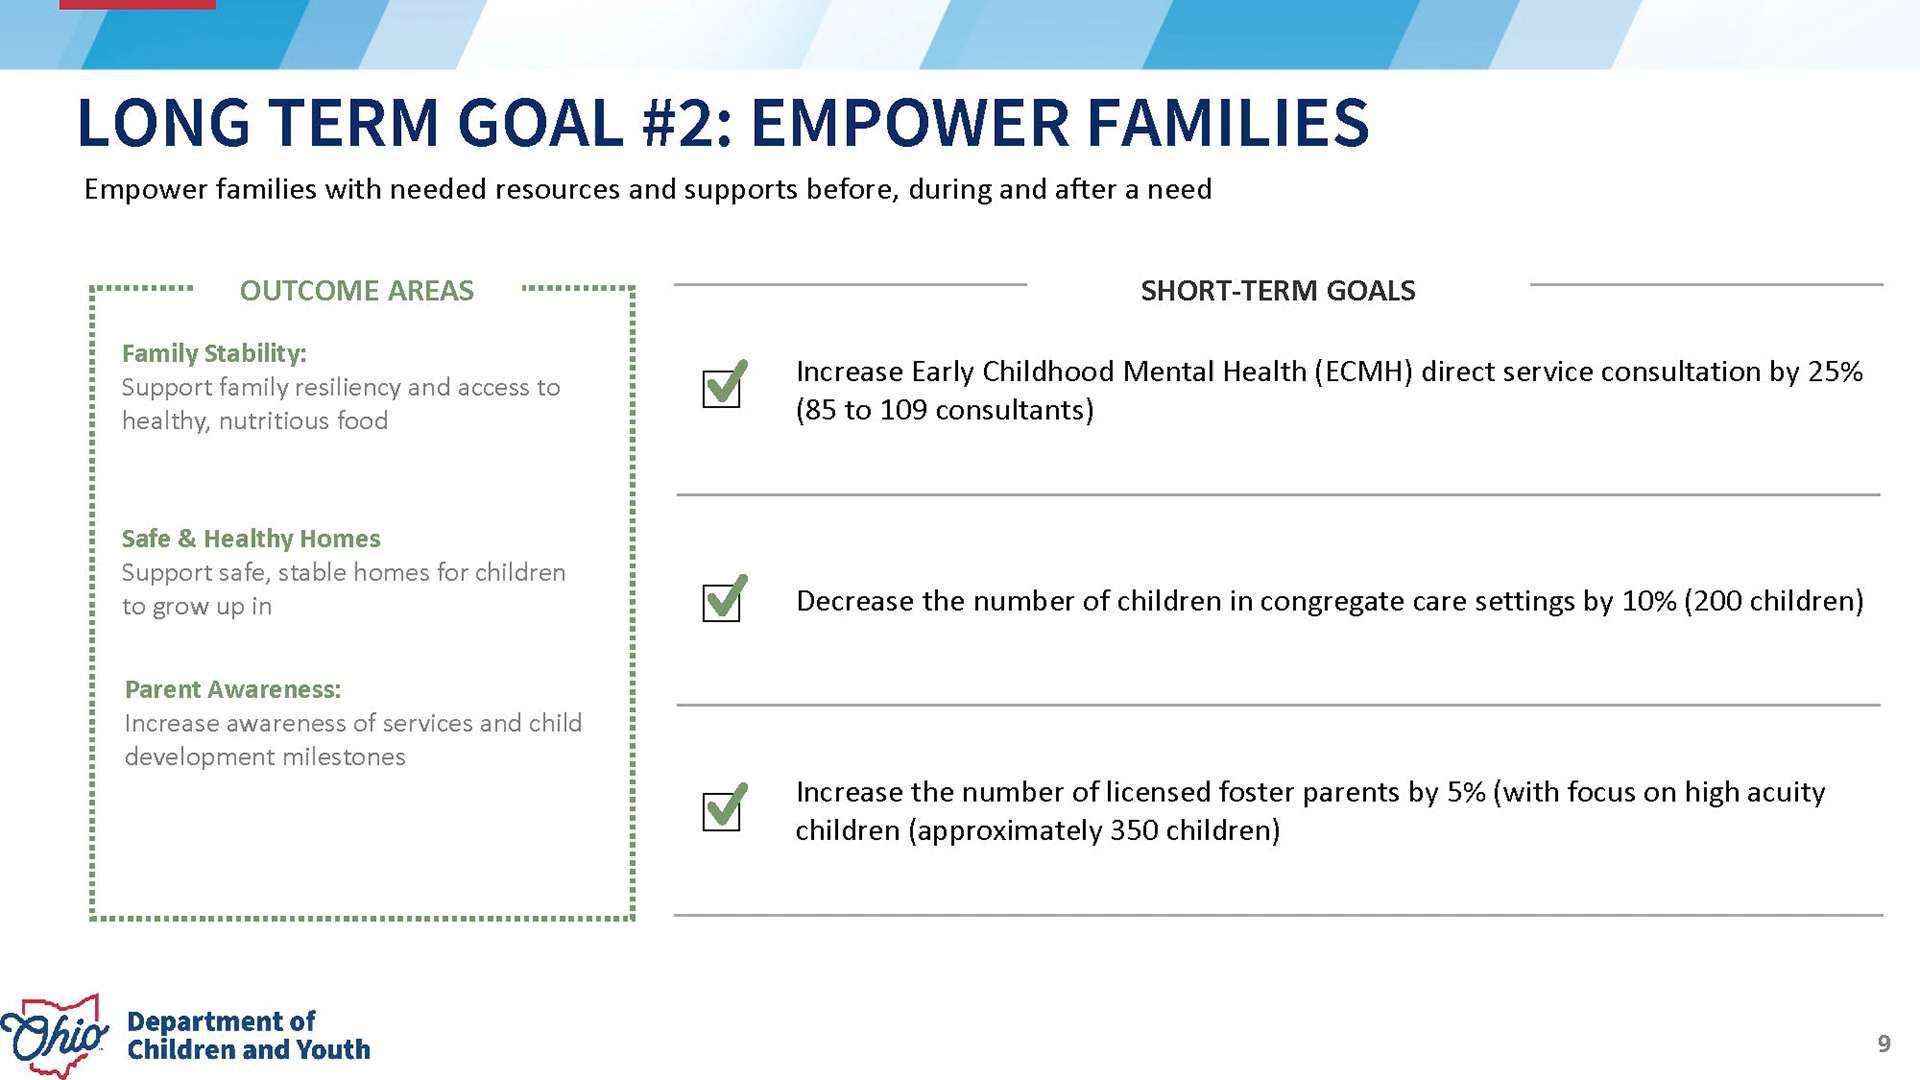 LONG TERM GOAL #2: EMPOWER FAMILIES
Empower families with needed resources and supports before, during and after a need
OUTCOME AREAS
Family Stability:
Support family resiliency and access to
healthy, nutritious food
Safe & Healthy Homes
Support safe, stable homes for children
to grow up in
Parent Awareness:
Increase awareness of services and child
development milestones
SHORT-TERM GOALS
Increase Early Childhood Mental Health (ECMH) direct service consultation by 25%
(85 to 109 consultants)
Decrease the number of children in congregate care settings by 10% (200 children)
Increase the number of licensed foster parents by 5% (with focus on high acuity
children (approximately 350 children)
Ohio
Department of
Children and Youth
9